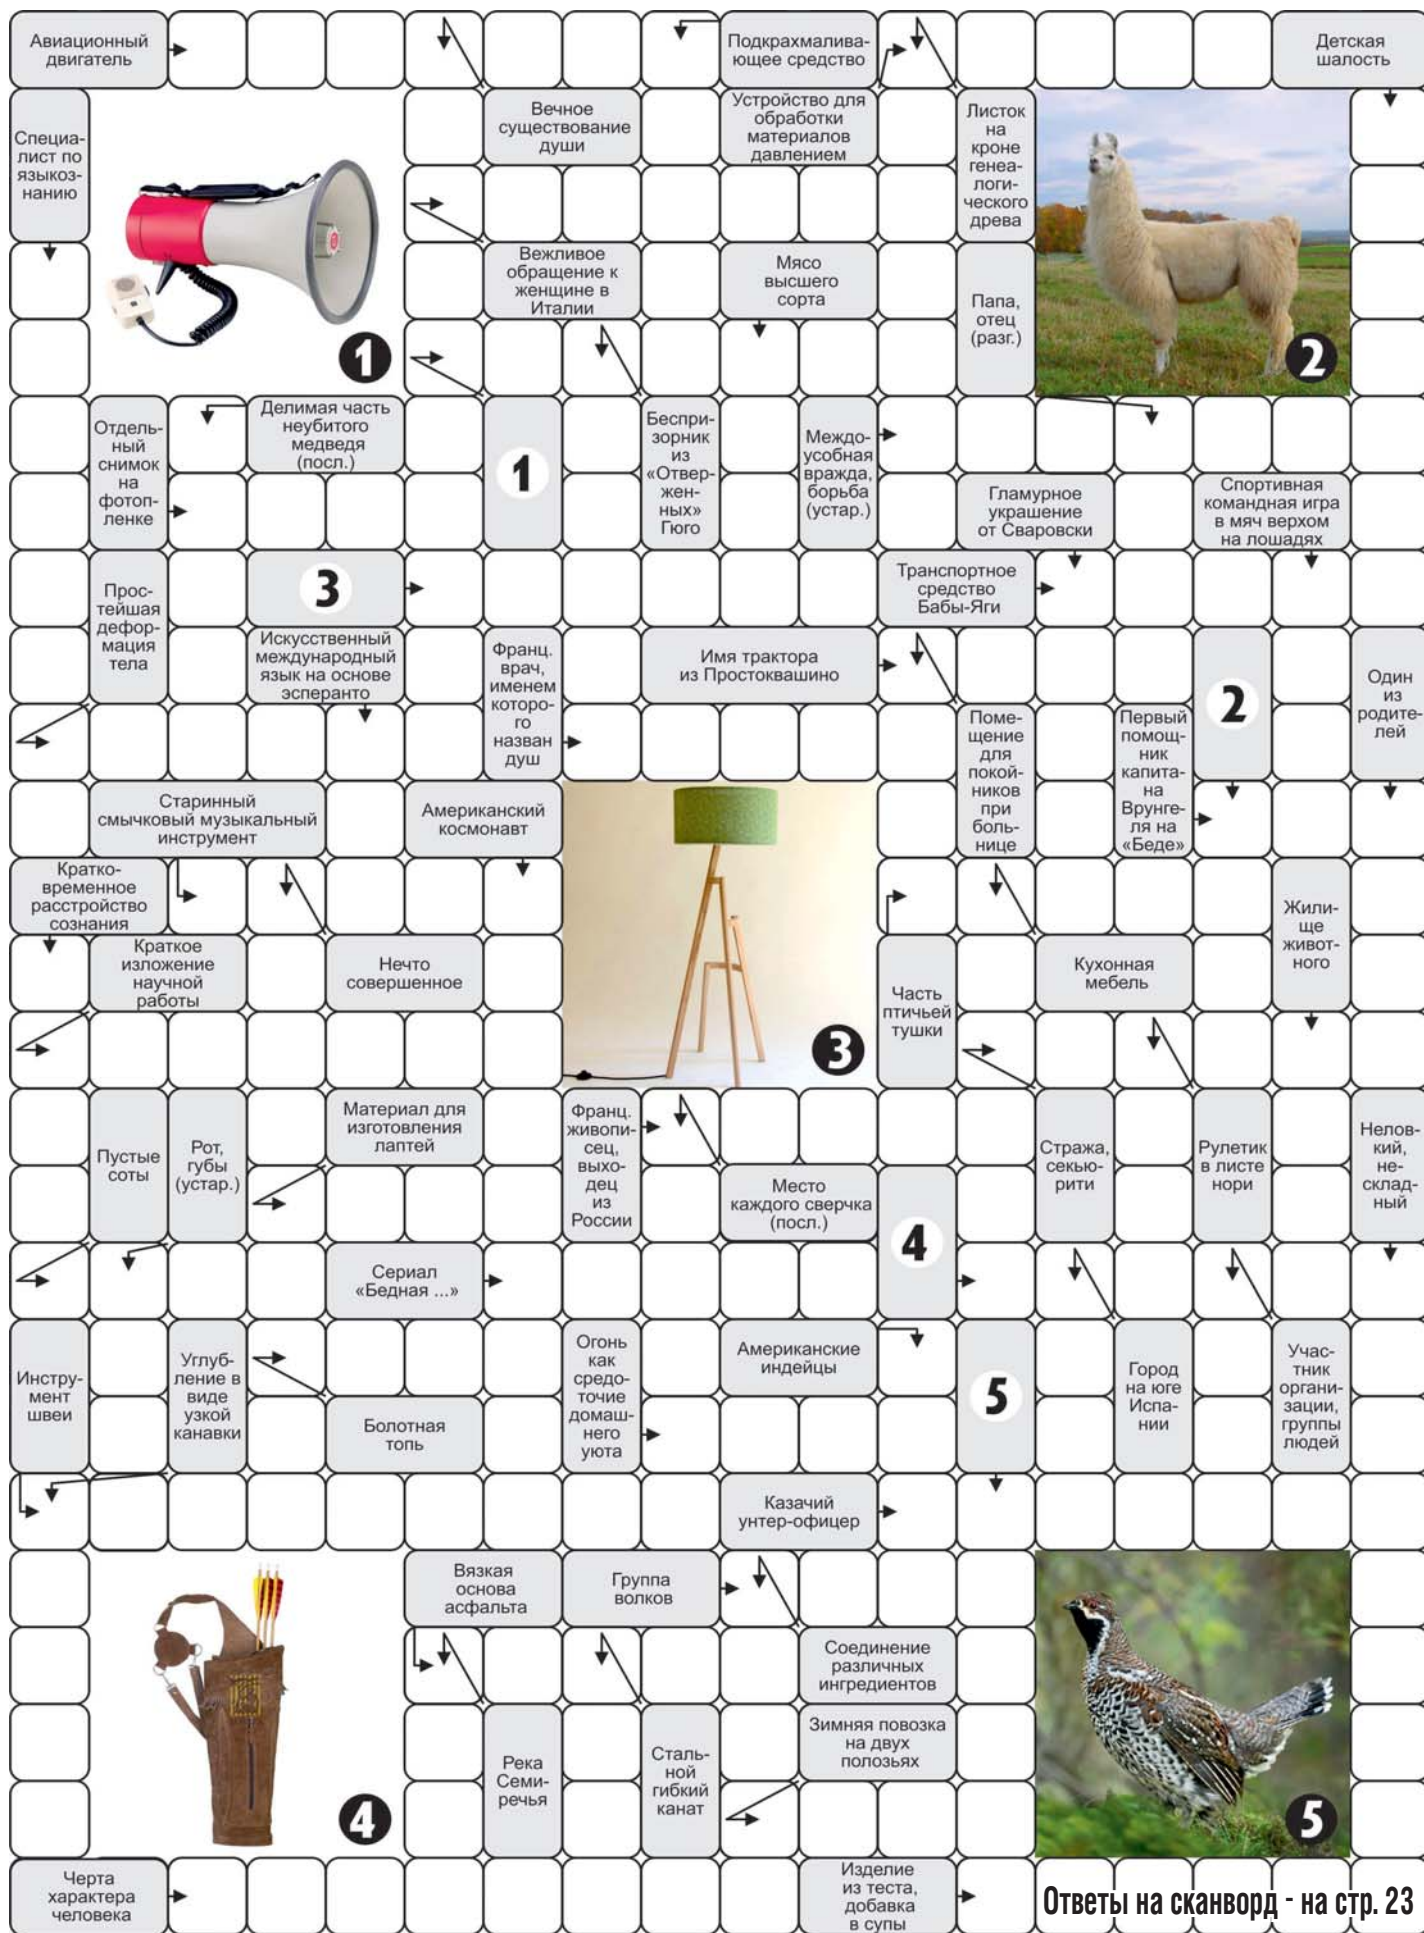 Авиационный
двигатель
Подкрахмалива-
ющее средство
Детская
шалость
Специа-
лист по
языкоз-
нанию
Вечное
существование
души
Устройство для
обработки
материалов
давлением
Листок
на
кроне
генеа-
логи-
ческого
древа
Вежливое
обращение к
женщине в
Италии
Мясо
высшего
сорта
Папа,
отец
(разг.)
1
2
Отдель-
ный
снимок
на
фотоп-
ленке
Делимая часть
неубитого
медведя
(посл.)
1
Беспри-
зорник
из
«Отвер-
жен-
ных»
Гюго
Междо-
усобная
вражда,
борьба
(устар.)
Гламурное
украшение
от Сваровски
Спортивная
командная игра
в мяч верхом
на лошадях
Прос-
тейшая
дефор-
мация
тела
3
Транспортное
средство
Бабы-Яги
Искусственный
международный
язык на основе
эсперанто
Франц.
врач,
именем
которо-
го
назван
душ
Имя трактора
из Простоквашино
2
Один
из
родите-
лей
Поме-
щение
для
покой-
ников
при
боль-
нице
Первый
помощ-
ник
капита-
на
Врунге-
ля на
«Беде»
Старинный
смычковый музыкальный
инструмент
Американский
космонавт
Кратко-
временное
расстройство
сознания
Жили-
ще
живот-
ного
Краткое
изложение
научной
работы
Нечто
совершенное
3
Часть
птичьей
тушки
Кухонная
мебель
Пустые
соты
Рот,
губы
(устар.)
Материал для
изготовления
лаптей
Франц.
живопи-
сец,
выхо-
дец
из
России
Место
каждого сверчка
(посл.)
4
Стража,
секью-
рити
Рулетик
в листе
нори
Нелов-
кий,
не-
склад-
ный
Сериал
«Бедная ...»
Инстру-
мент
швеи
Углуб-
ление в
виде
узкой
канавки
Болотная
топь
Огонь
как
средо-
точие
домаш-
него
уюта
Американские
индейцы
5
Город
на юге
Испа-
нии
Учас-
тник
органи-
зации,
группы
людей
Казачий
унтер-офицер
Вязкая
основа
асфальта
Группа
волков
Соединение
различных
ингредиентов
Река
Семи-
речья
Сталь-
ной
гибкий
канат
Зимняя повозка
на двух
полозьях
4
5
Черта
характера
человека
Изделие
из теста,
добавка
в супы
Ответы на сканворд - на стр. 23